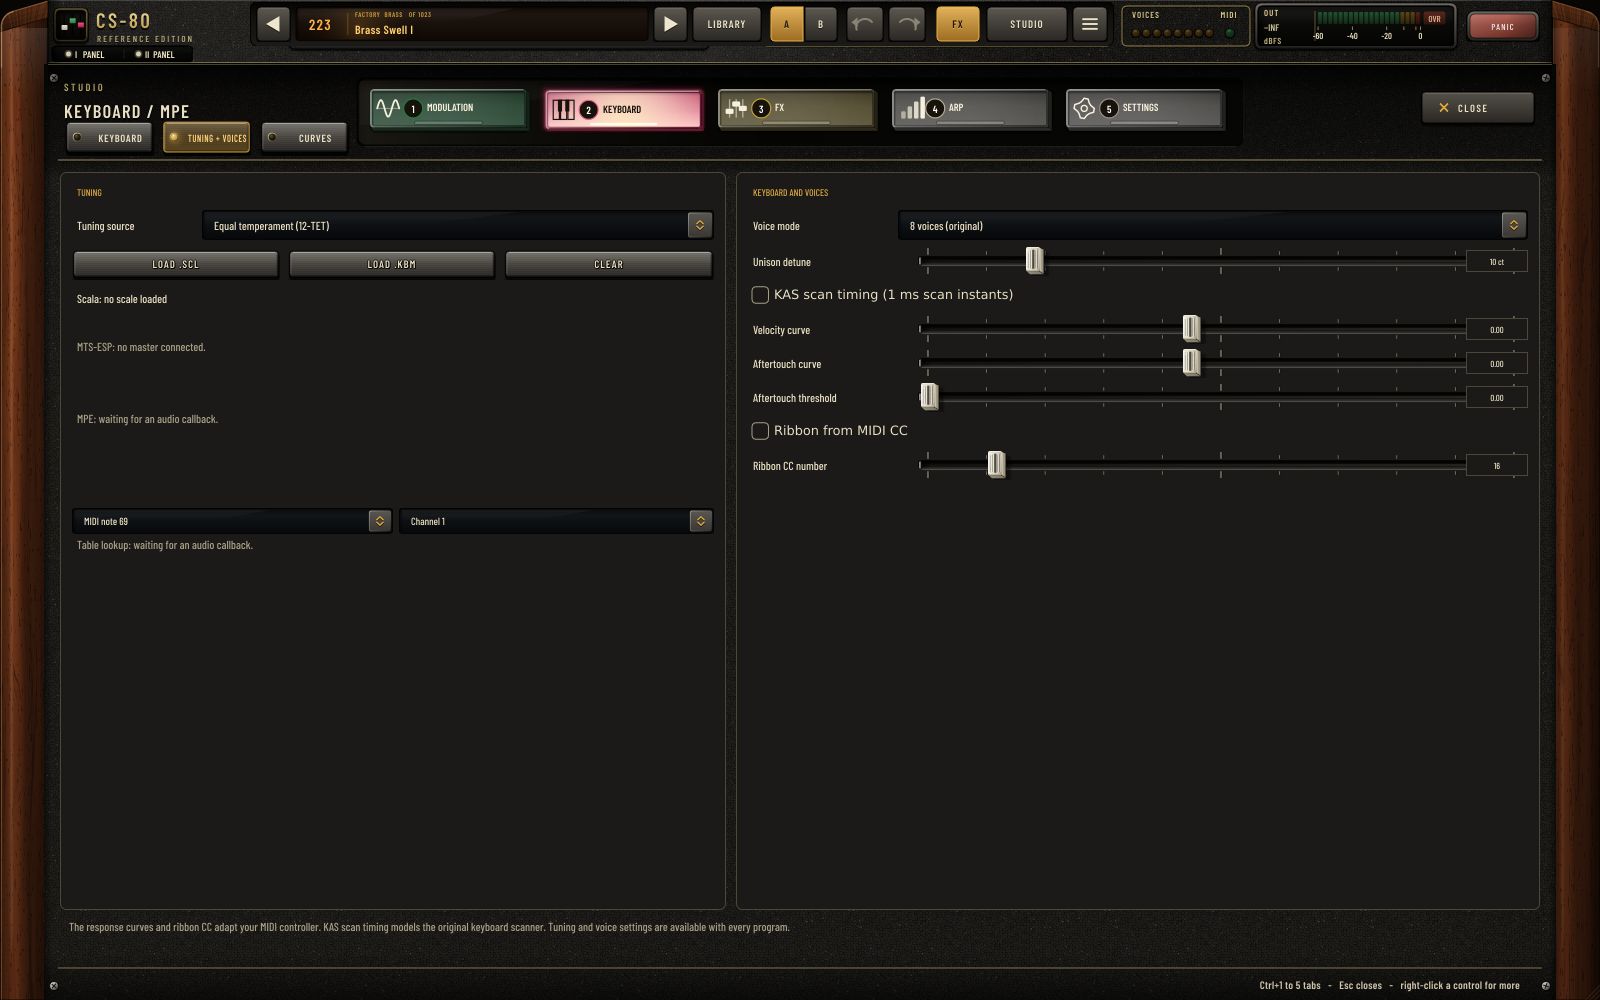 CS-80
REFERENCE EDITION
I PANEL
II PANEL
223
FACTORY BRASS OF 1023
Brass Swell I
LIBRARY
A
B
FX
STUDIO
VOICES
MIDI
OUT
-INF
dBFS
-60
-40
-20
0
OVR
PANIC
STUDIO
KEYBOARD / MPE
1 MODULATION
2 KEYBOARD
3 FX
4 ARP
5 SETTINGS
CLOSE
KEYBOARD
TUNING + VOICES
CURVES
TUNING
Tuning source
Equal temperament (12-TET)
LOAD .SCL
LOAD .KBM
CLEAR
Scala: no scale loaded
MTS-ESP: no master connected.
MPE: waiting for an audio callback.
MIDI note 69
Channel 1
Table lookup: waiting for an audio callback.
KEYBOARD AND VOICES
Voice mode
8 voices (original)
Unison detune
10 ct
KAS scan timing (1 ms scan instants)
Velocity curve
0.00
Aftertouch curve
0.00
Aftertouch threshold
0.00
Ribbon from MIDI CC
Ribbon CC number
16
The response curves and ribbon CC adapt your MIDI controller. KAS scan timing models the original keyboard scanner. Tuning and voice settings are available with every program.
Ctrl+1 to 5 tabs - Esc closes - right-click a control for more